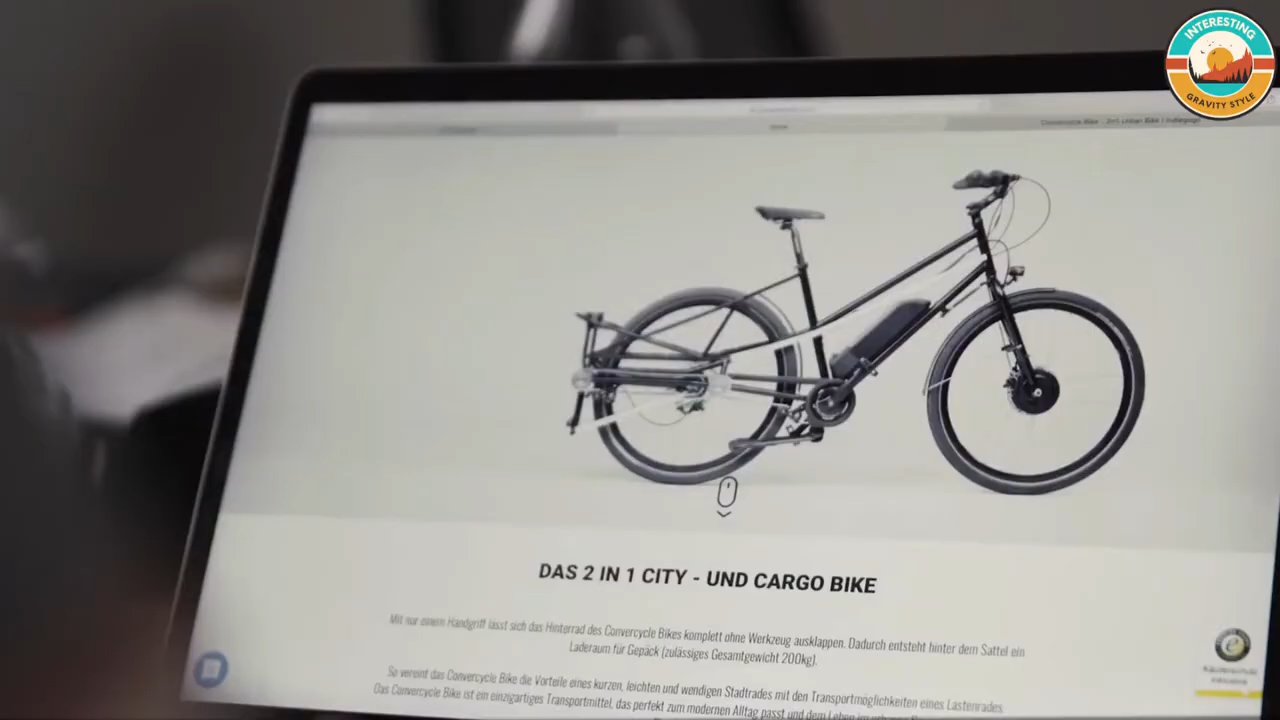 INTERESTING
GRAVITY STYLE
DAS 2 IN 1 CITY - UND CARGO BIKE
Mit nur einem Handgriff lässt sich das Hinterrad des Convercycle Bikes komplett ohne Werkzeug ausklappen. Dadurch entsteht hinter dem Sattel ein
Laderaum für Gepäck (zulässiges Gesamtgewicht 200kg).
So vereint das Convercycle Bike die Vorteile eines kurzen, leichten und wendigen Stadtrades mit den Transportmöglichkeiten eines Lastenrades
Das Convercycle Bike ist ein einzigartiges Transportmittel, das perfekt zum modernen Alltag passt und dem Leben im